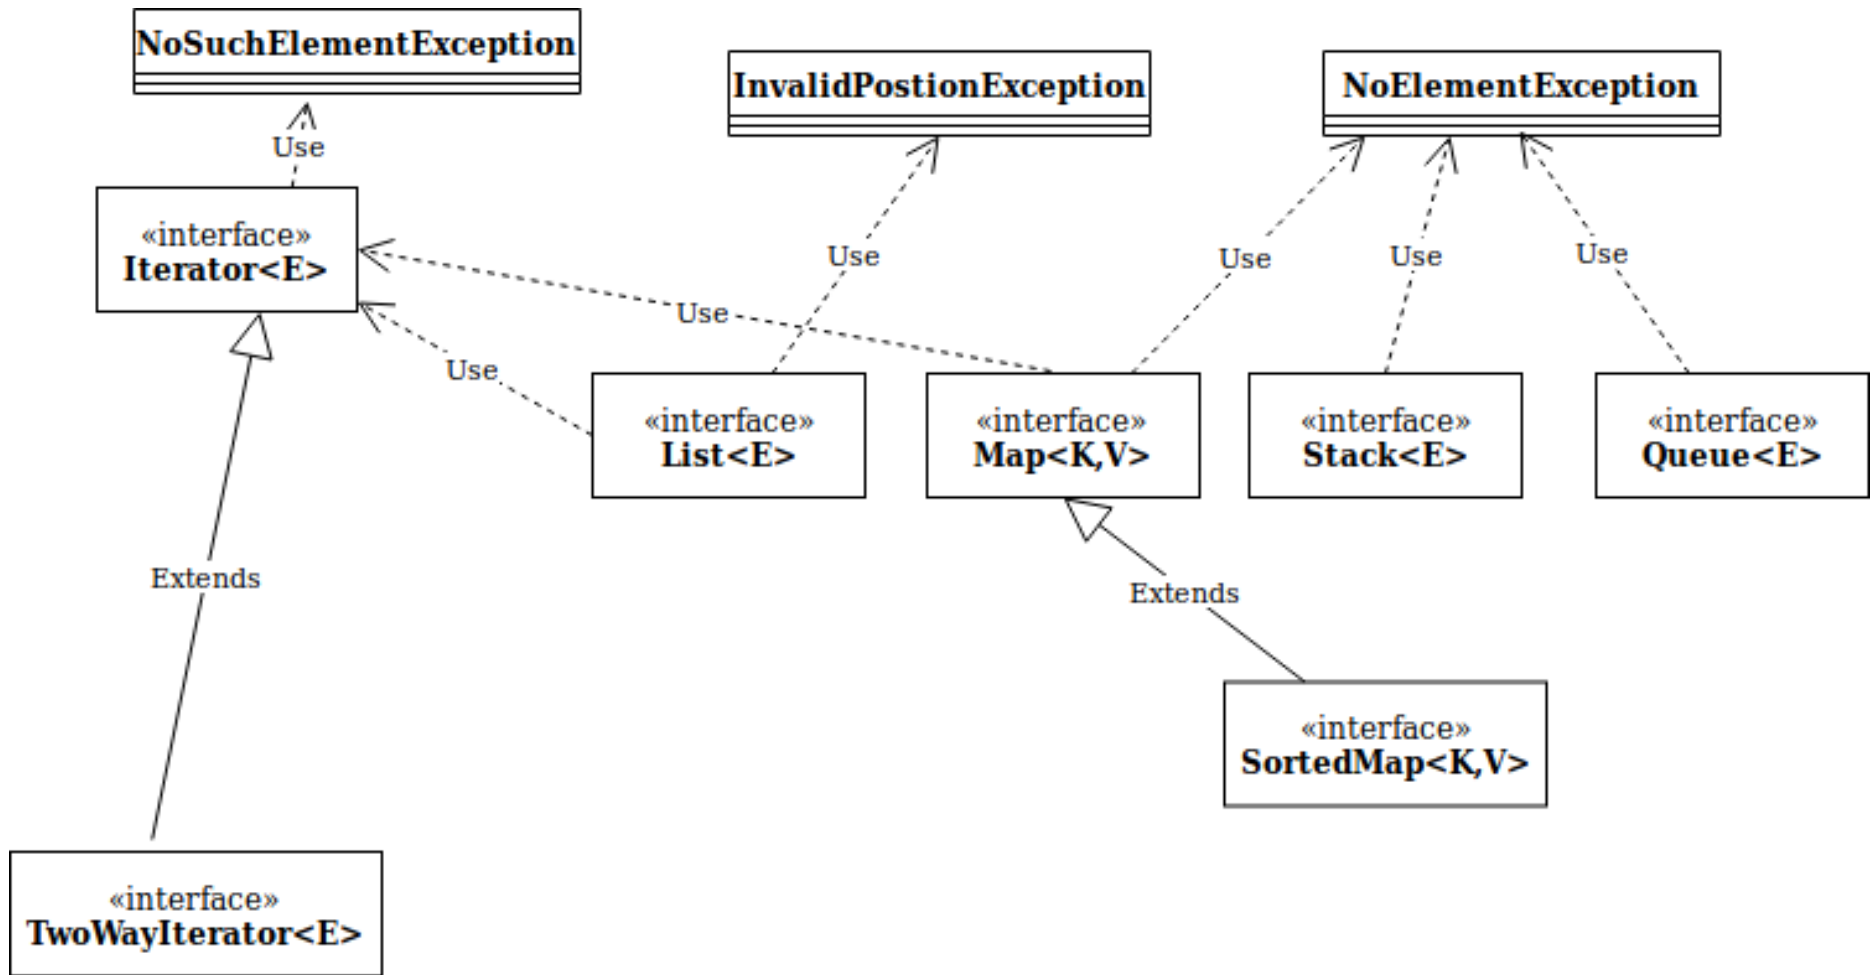 NoSuchElementException
InvalidPostionException
NoElementException
Use
«interface»
Iterator<E>
Use
Use
Use
Use
Use
Use
«interface»
List<E>
«interface»
Map<K,V>
«interface»
Stack<E>
«interface»
Queue<E>
Extends
Extends
«interface»
SortedMap<K,V>
«interface»
TwoWayIterator<E>